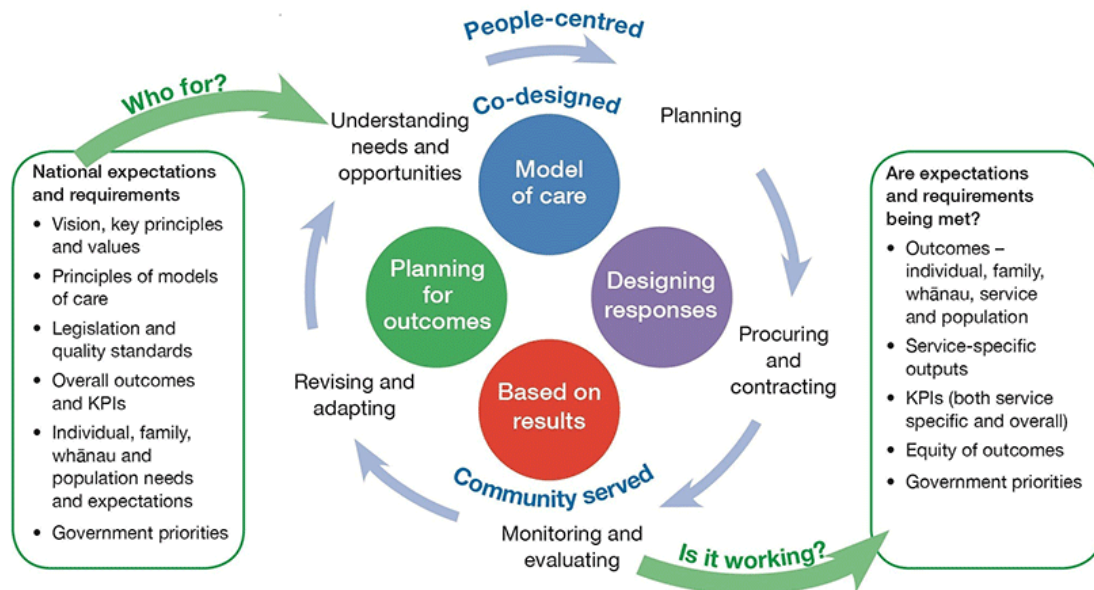 People-centred
Who for?
Co-designed
Understanding
needs and
opportunities
Planning
Model
of care
National expectations
and requirements
• Vision, key principles
and values
• Principles of models
of care
• Legislation and
quality standards
• Overall outcomes
and KPIs
• Individual, family,
whānau and
population needs
and expectations
• Government priorities
Planning
for
outcomes
Designing
responses
Procuring
and
contracting
Based on
results
Revising and
adapting
Community served
Monitoring and
evaluating
Is it working?
Are expectations
and requirements
being met?
• Outcomes –
individual, family,
whānau, service
and population
• Service-specific
outputs
• KPIs (both service
specific and overall)
• Equity of outcomes
• Government priorities